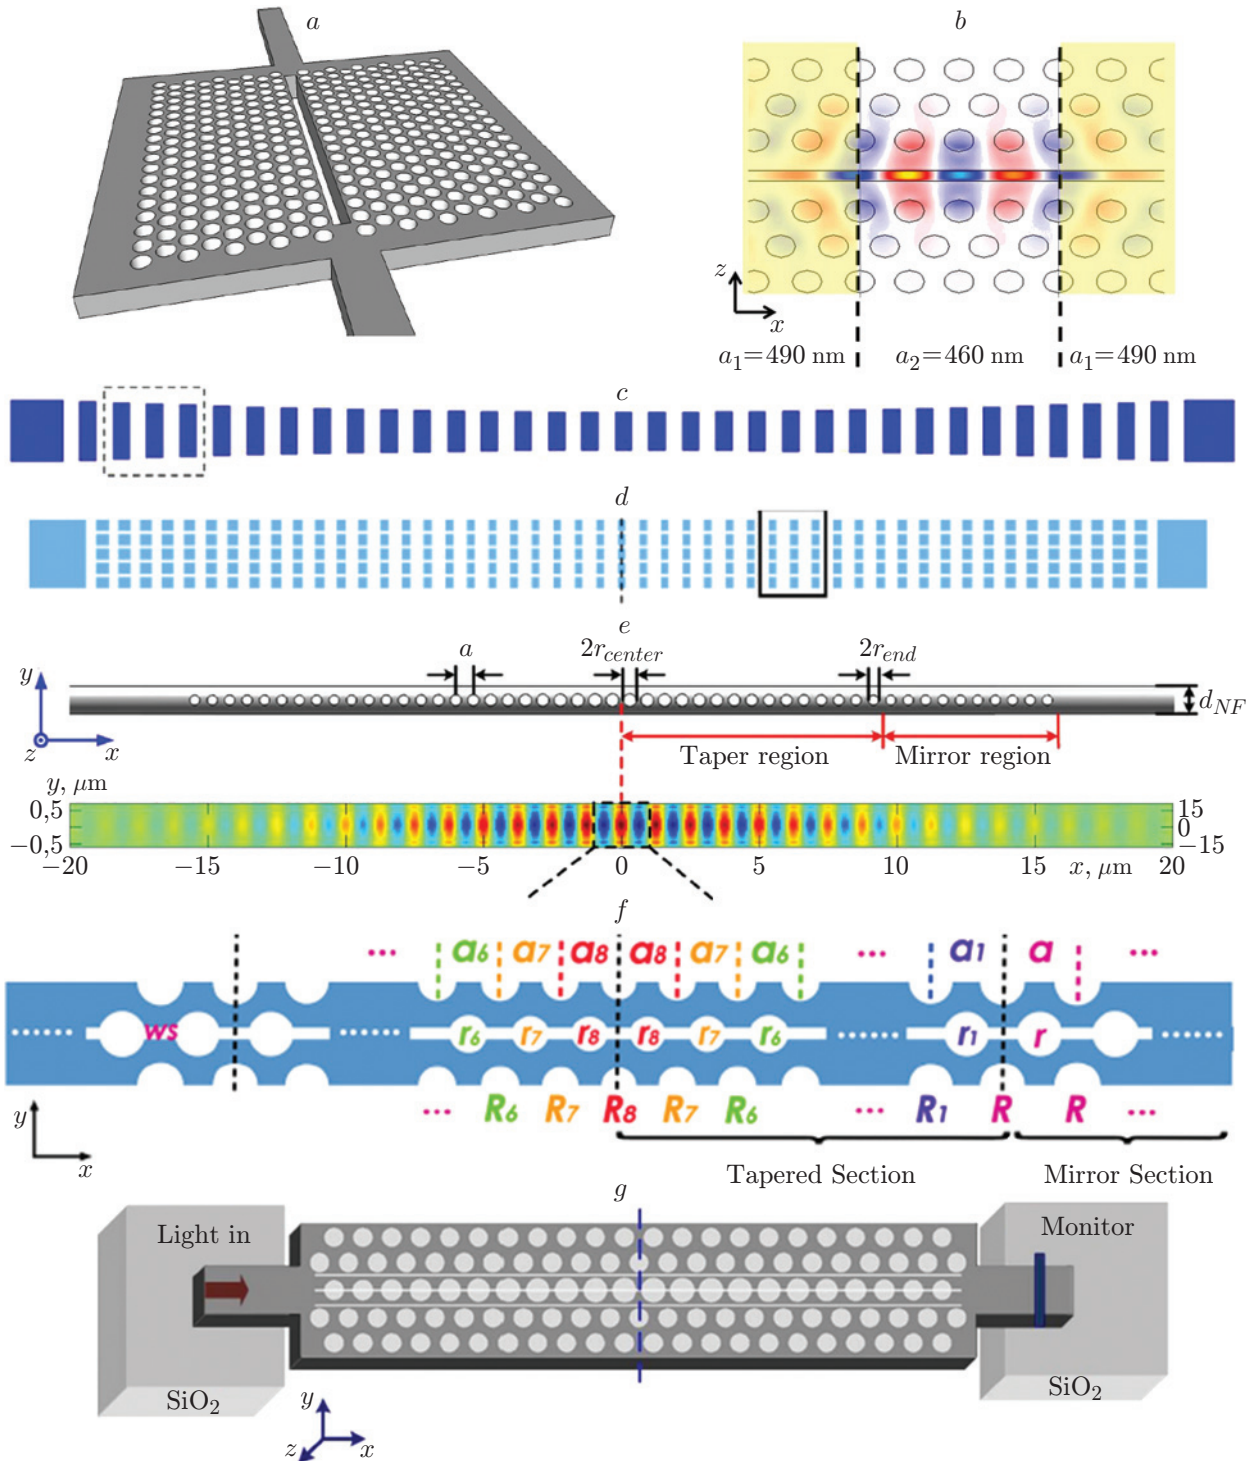 a
b
z
x
a₁=490 nm a₂=460 nm a₁=490 nm
c
d
e
a 2r_center 2r_end
y
d_NF
z x
Taper region Mirror region
y, μm
0,5 15
0
−0,5 −15
−20 −15 −10 −5 0 5 10 15 x, μm 20
f
... a₆ a₇ a₈ a₈ a₇ a₆ ... a₁ a ...
ws r₆ r₇ r₈ r₈ r₇ r₆ r₁ r
... R₆ R₇ R₈ R₇ R₆ ... R₁ R R ...
y
x
Tapered Section Mirror Section
g
Light in Monitor
SiO₂ SiO₂
y
z x